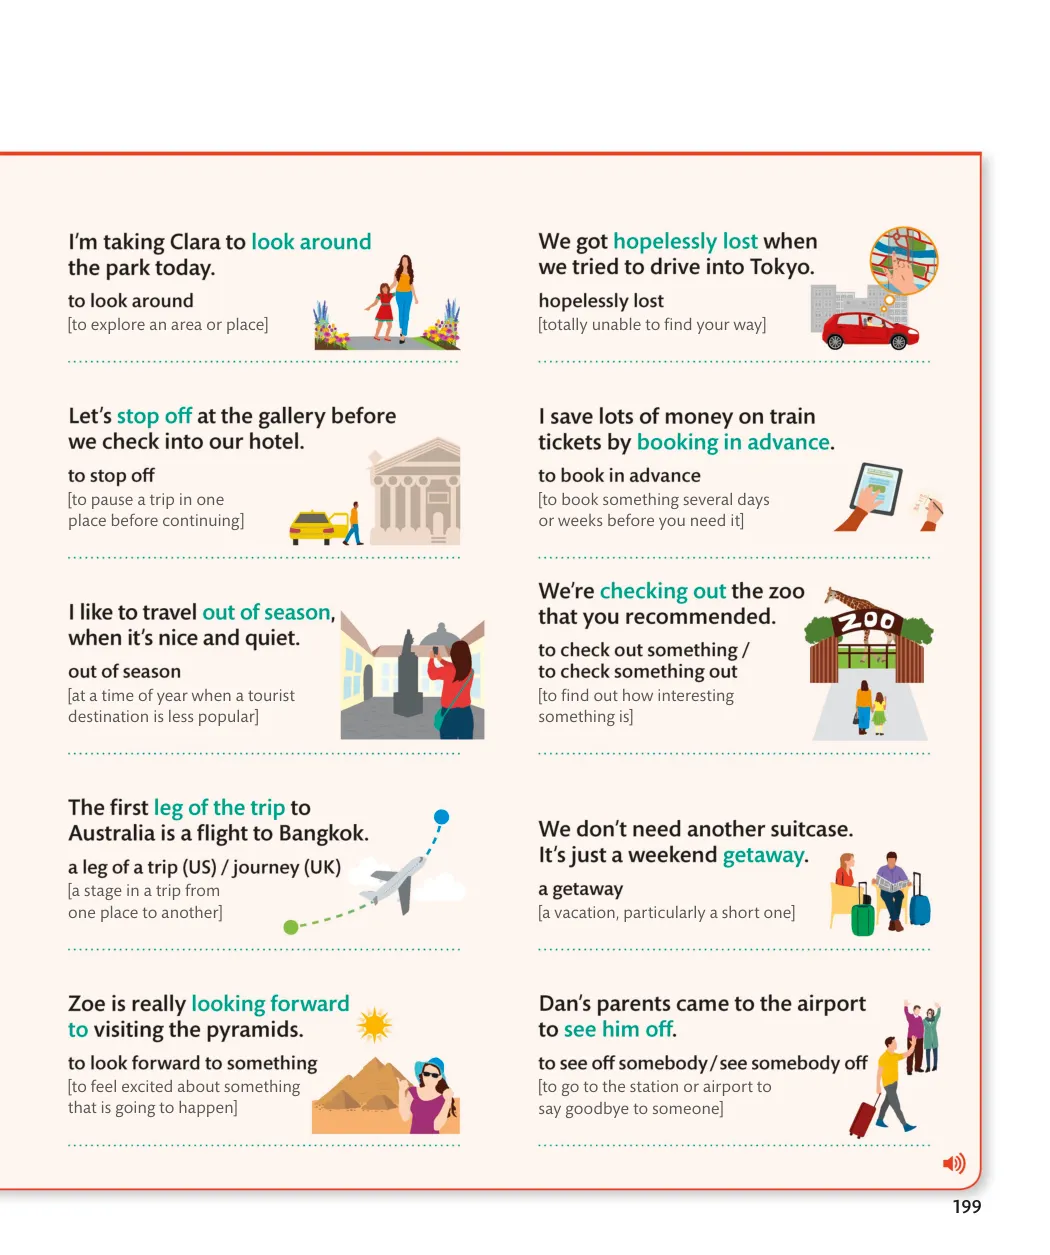 I'm taking Clara to look around
the park today.
to look around
[to explore an area or place]
Let's stop off at the gallery before
we check into our hotel.
to stop off
[to pause a trip in one
place before continuing]
I like to travel out of season,
when it's nice and quiet.
out of season
[at a time of year when a tourist
destination is less popular]
The first leg of the trip to
Australia is a flight to Bangkok.
a leg of a trip (US) / journey (UK)
[a stage in a trip from
one place to another]
Zoe is really looking forward
to visiting the pyramids.
to look forward to something
[to feel excited about something
that is going to happen]
We got hopelessly lost when
we tried to drive into Tokyo.
hopelessly lost
[totally unable to find your way]
I save lots of money on train
tickets by booking in advance.
to book in advance
[to book something several days
or weeks before you need it]
We're checking out the zoo
that you recommended.
to check out something /
to check something out
[to find out how interesting
something is]
ZOO
We don't need another suitcase.
It's just a weekend getaway.
a getaway
[a vacation, particularly a short one]
Dan's parents came to the airport
to see him off.
to see off somebody / see somebody off
[to go to the station or airport to
say goodbye to someone]
199